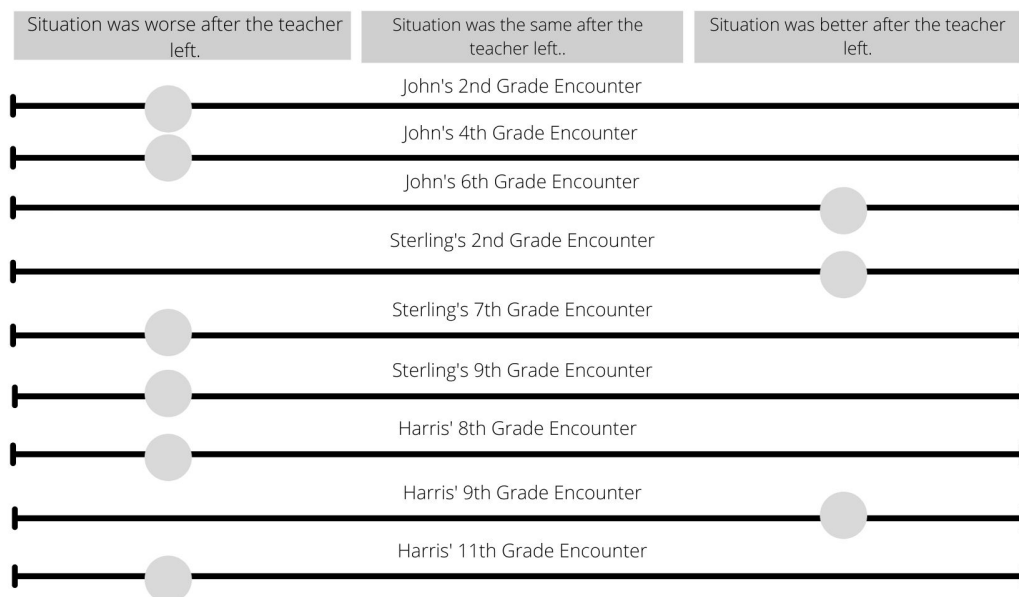 Situation was worse after the teacher
left.
Situation was the same after the
teacher left..
Situation was better after the teacher
left.
John's 2nd Grade Encounter
John's 4th Grade Encounter
John's 6th Grade Encounter
Sterling's 2nd Grade Encounter
Sterling's 7th Grade Encounter
Sterling's 9th Grade Encounter
Harris' 8th Grade Encounter
Harris' 9th Grade Encounter
Harris' 11th Grade Encounter